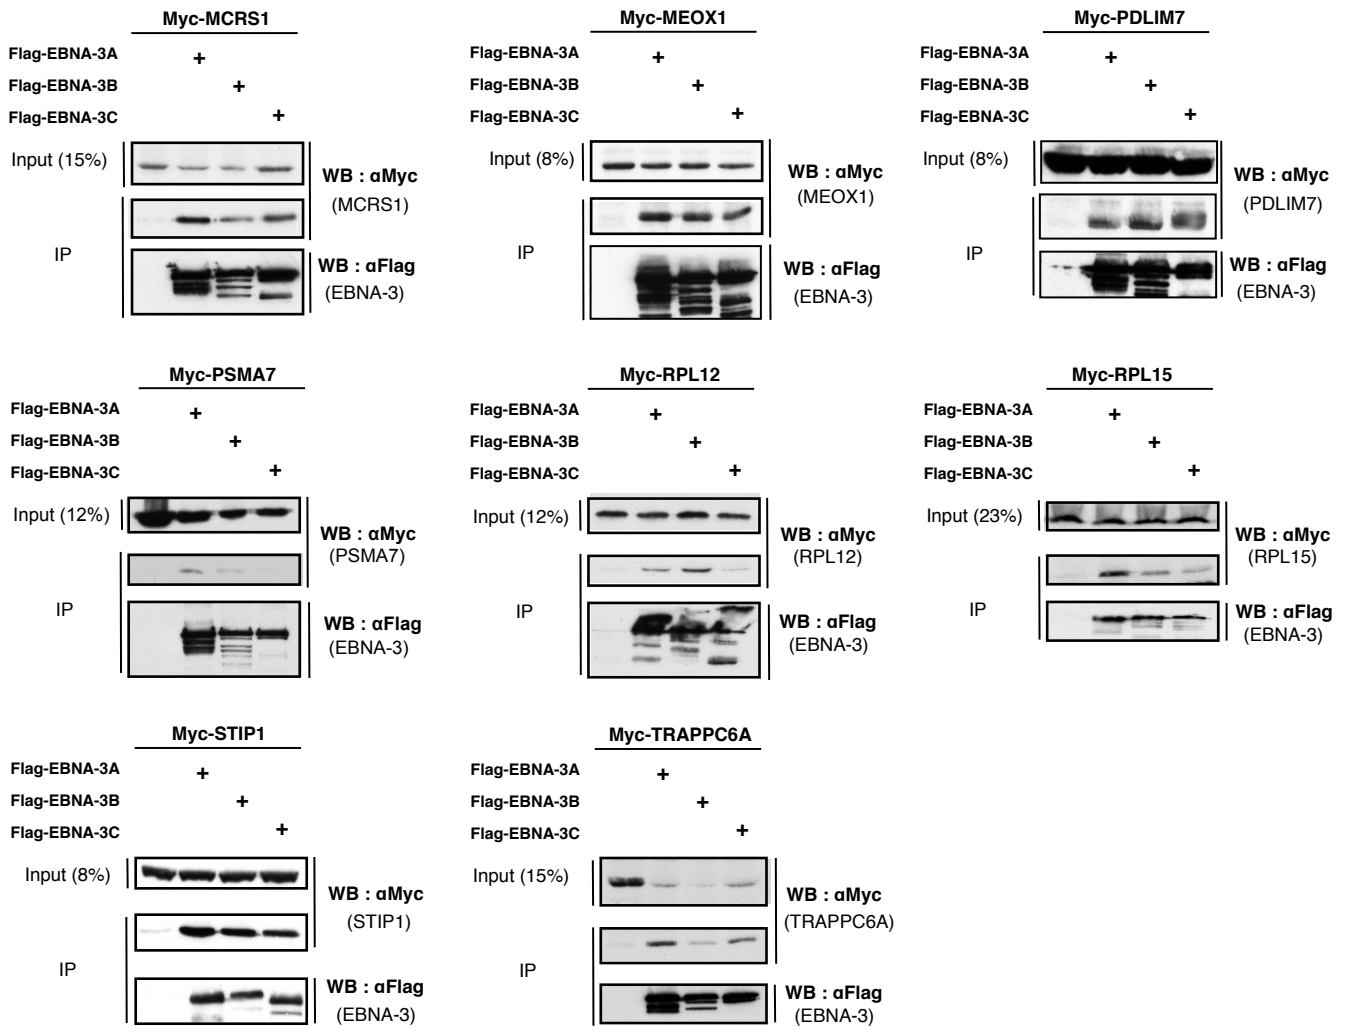 Myc-MCRS1
Flag-EBNA-3A +
Flag-EBNA-3B +
Flag-EBNA-3C +
Input (15%)
WB : αMyc
(MCRS1)
IP
WB : αFlag
(EBNA-3)
Myc-MEOX1
Flag-EBNA-3A +
Flag-EBNA-3B +
Flag-EBNA-3C +
Input (8%)
WB : αMyc
(MEOX1)
IP
WB : αFlag
(EBNA-3)
Myc-PDLIM7
Flag-EBNA-3A +
Flag-EBNA-3B +
Flag-EBNA-3C +
Input (8%)
WB : αMyc
(PDLIM7)
IP
WB : αFlag
(EBNA-3)
Myc-PSMA7
Flag-EBNA-3A +
Flag-EBNA-3B +
Flag-EBNA-3C +
Input (12%)
WB : αMyc
(PSMA7)
IP
WB : αFlag
(EBNA-3)
Myc-RPL12
Flag-EBNA-3A +
Flag-EBNA-3B +
Flag-EBNA-3C +
Input (12%)
WB : αMyc
(RPL12)
IP
WB : αFlag
(EBNA-3)
Myc-RPL15
Flag-EBNA-3A +
Flag-EBNA-3B +
Flag-EBNA-3C +
Input (23%)
WB : αMyc
(RPL15)
IP
WB : αFlag
(EBNA-3)
Myc-STIP1
Flag-EBNA-3A +
Flag-EBNA-3B +
Flag-EBNA-3C +
Input (8%)
WB : αMyc
(STIP1)
IP
WB : αFlag
(EBNA-3)
Myc-TRAPPC6A
Flag-EBNA-3A +
Flag-EBNA-3B +
Flag-EBNA-3C +
Input (15%)
WB : αMyc
(TRAPPC6A)
IP
WB : αFlag
(EBNA-3)